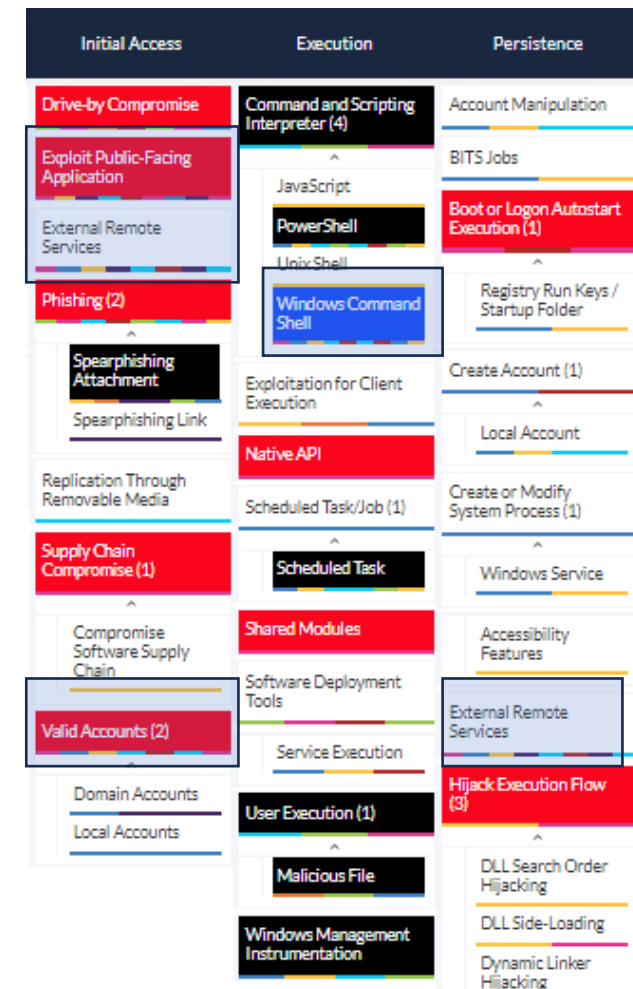 Initial Access
Drive-by Compromise
Exploit Public-Facing
Application
External Remote
Services
Phishing (2)
Spearphishing
Attachment
Spearphishing Link
Replication Through
Removable Media
Supply Chain
Compromise (1)
Compromise
Software Supply
Chain
Valid Accounts (2)
Domain Accounts
Local Accounts
Execution
Command and Scripting
Interpreter (4)
JavaScript
PowerShell
Unix Shell
Windows Command
Shell
Exploitation for Client
Execution
Native API
Scheduled Task/Job (1)
Scheduled Task
Shared Modules
Software Deployment
Tools
Service Execution
User Execution (1)
Malicious File
Windows Management
Instrumentation
Persistence
Account Manipulation
BITS Jobs
Boot or Logon Autostart
Execution (1)
Registry Run Keys /
Startup Folder
Create Account (1)
Local Account
Create or Modify
System Process (1)
Windows Service
Accessibility
Features
External Remote
Services
Hijack Execution Flow
(3)
DLL Search Order
Hijacking
DLL Side-Loading
Dynamic Linker
Hijacking